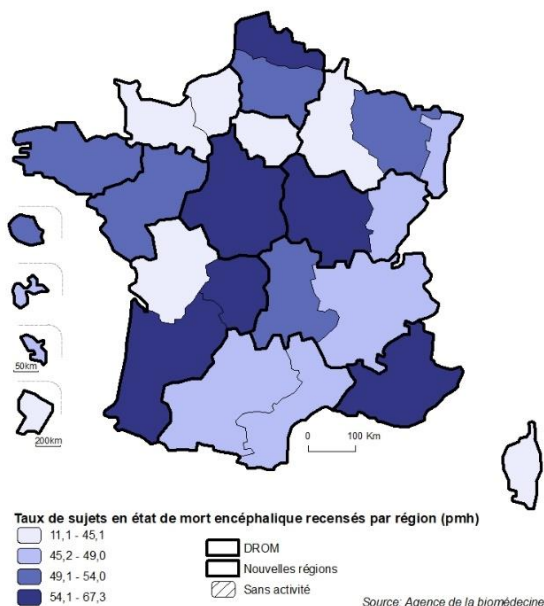 50km
200km
0 100 Km
Taux de sujets en état de mort encéphalique recensés par région (pmh)
11,1 - 45,1
45,2 - 49,0
49,1 - 54,0
54,1 - 67,3
DROM
Nouvelles régions
Sans activité
Source: Agence de la biomédecine